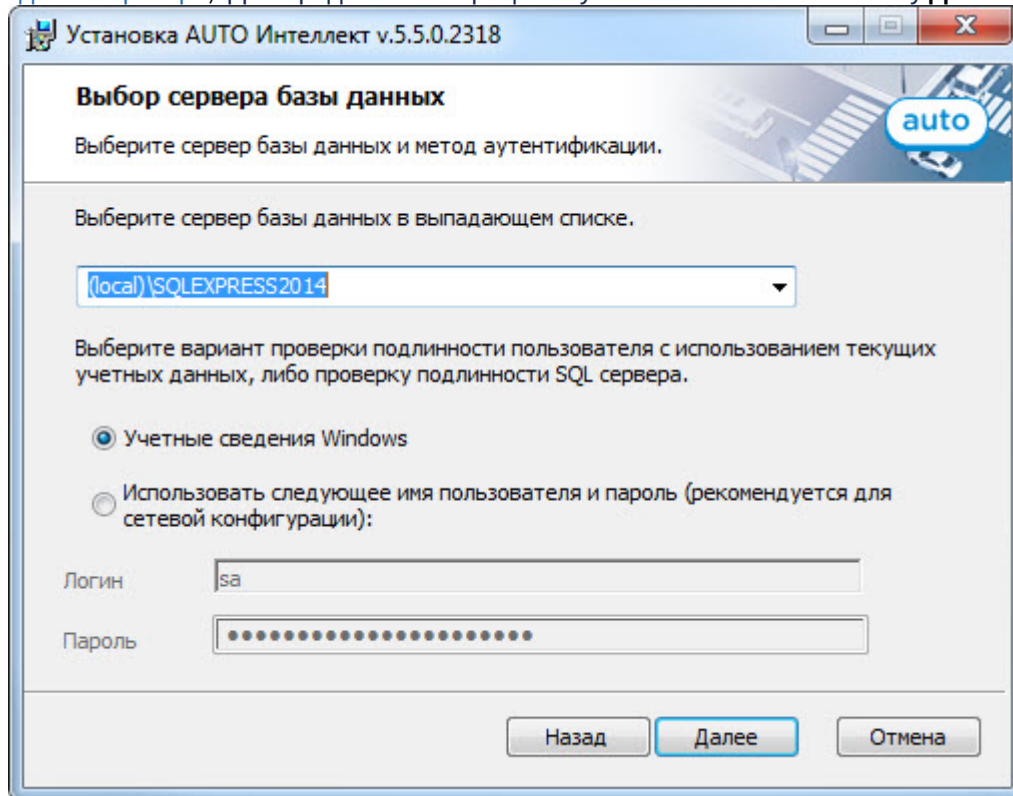 Установка AUTO Интеллект v.5.5.0.2318
Выбор сервера базы данных
auto
Выберите сервер базы данных и метод аутентификации.
Выберите сервер базы данных в выпадающем списке.
(local)\SQLEXPRESS2014
Выберите вариант проверки подлинности пользователя с использованием текущих
учетных данных, либо проверку подлинности SQL сервера.
Учетные сведения Windows
Использовать следующее имя пользователя и пароль (рекомендуется для
сетевой конфигурации):
Логин
sa
Пароль
Назад
Далее
Отмена